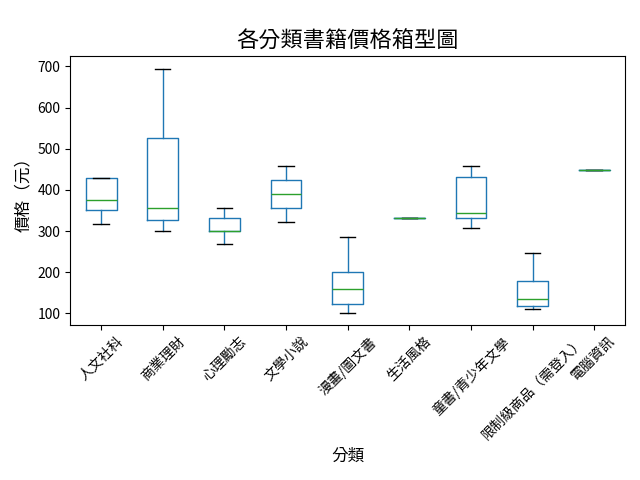 各分類書籍價格箱型圖
價格（元）
700
600
500
400
300
200
100
人文社科
商業理財
心理勵志
文學小說
漫畫/圖文書
生活風格
童書/青少年文學
限制級商品（需登入）
電腦資訊
分類